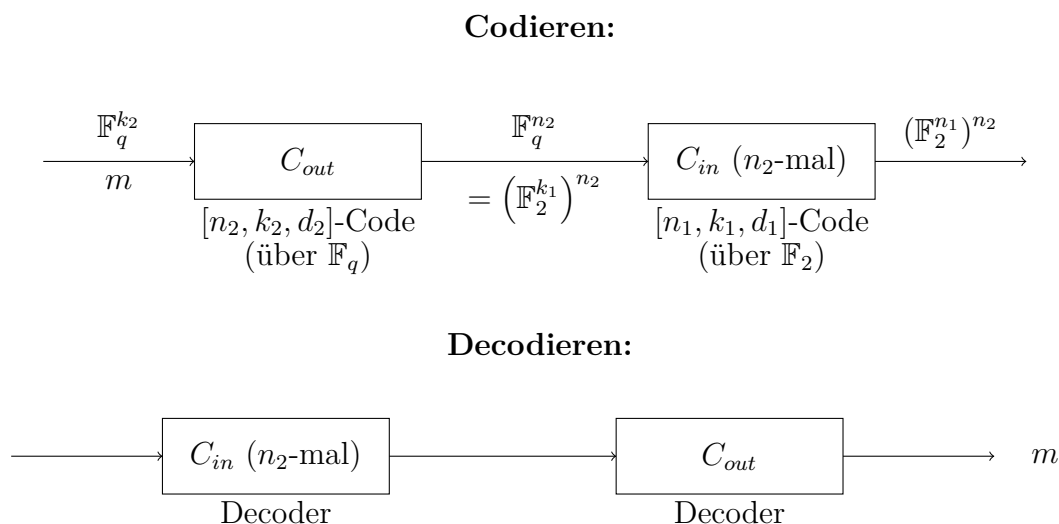 Codieren:
𝔽_q^{k_2} 𝔽_q^{n_2} (𝔽_2^{n_1})^{n_2}
C_{out} C_{in} (n_2-mal)
m = (𝔽_2^{k_1})^{n_2}
[n_2, k_2, d_2]-Code [n_1, k_1, d_1]-Code
(über 𝔽_q) (über 𝔽_2)
Decodieren:
C_{in} (n_2-mal) C_{out} m
Decoder Decoder